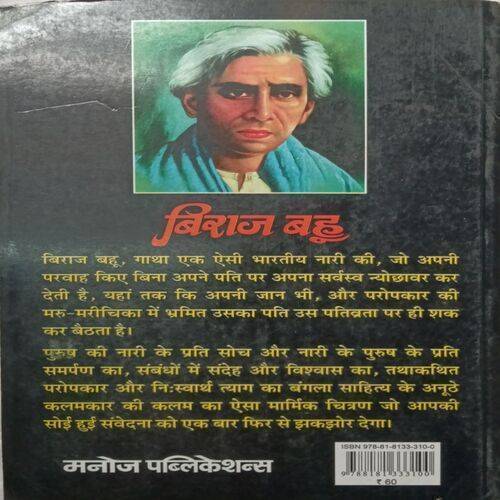 बिराज बहू
बिराज बहू, गाथा एक ऐसी भारतीय नारी की, जो अपनी
परवाह किए बिना अपने पति पर अपना सर्वस्व न्योछावर कर
देती है, यहां तक कि अपनी जान भी, और परोपकार की
मरु-मरीचिका में भ्रमित उसका पति उस पतिव्रता पर ही शक
कर बैठता है।
पुरुष की नारी के प्रति सोच और नारी के पुरुष के प्रति
समर्पण का, संबंधों में संदेह और विश्वास का, तथाकथित
परोपकार और नि:स्वार्थ त्याग का बंगला साहित्य के अनूठे
कलमकार की कलम का ऐसा मार्मिक चित्रण जो आपकी
सोई हुई संवेदना को एक बार फिर से झकझोर देगा।
मनोज पब्लिकेशन्स
ISBN 978-81-8133-310-0
9788181333100
₹ 60